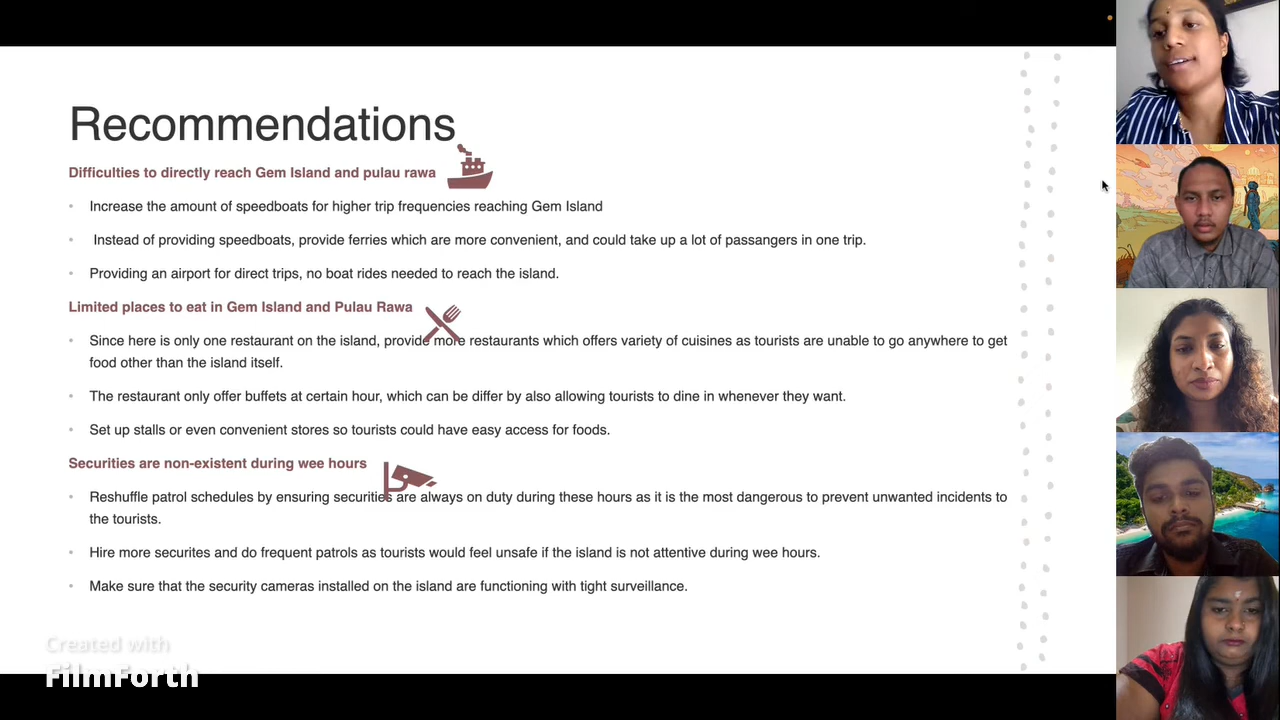 Recommendations
Difficulties to directly reach Gem Island and pulau rawa
• Increase the amount of speedboats for higher trip frequencies reaching Gem Island
• Instead of providing speedboats, provide ferries which are more convenient, and could take up a lot of passangers in one trip.
• Providing an airport for direct trips, no boat rides needed to reach the island.
Limited places to eat in Gem Island and Pulau Rawa
• Since here is only one restaurant on the island, provide more restaurants which offers variety of cuisines as tourists are unable to go anywhere to get
food other than the island itself.
• The restaurant only offer buffets at certain hour, which can be differ by also allowing tourists to dine in whenever they want.
• Set up stalls or even convenient stores so tourists could have easy access for foods.
Securities are non-existent during wee hours
• Reshuffle patrol schedules by ensuring securities are always on duty during these hours as it is the most dangerous to prevent unwanted incidents to
the tourists.
• Hire more securites and do frequent patrols as tourists would feel unsafe if the island is not attentive during wee hours.
• Make sure that the security cameras installed on the island are functioning with tight surveillance.
Created with
FilmForth